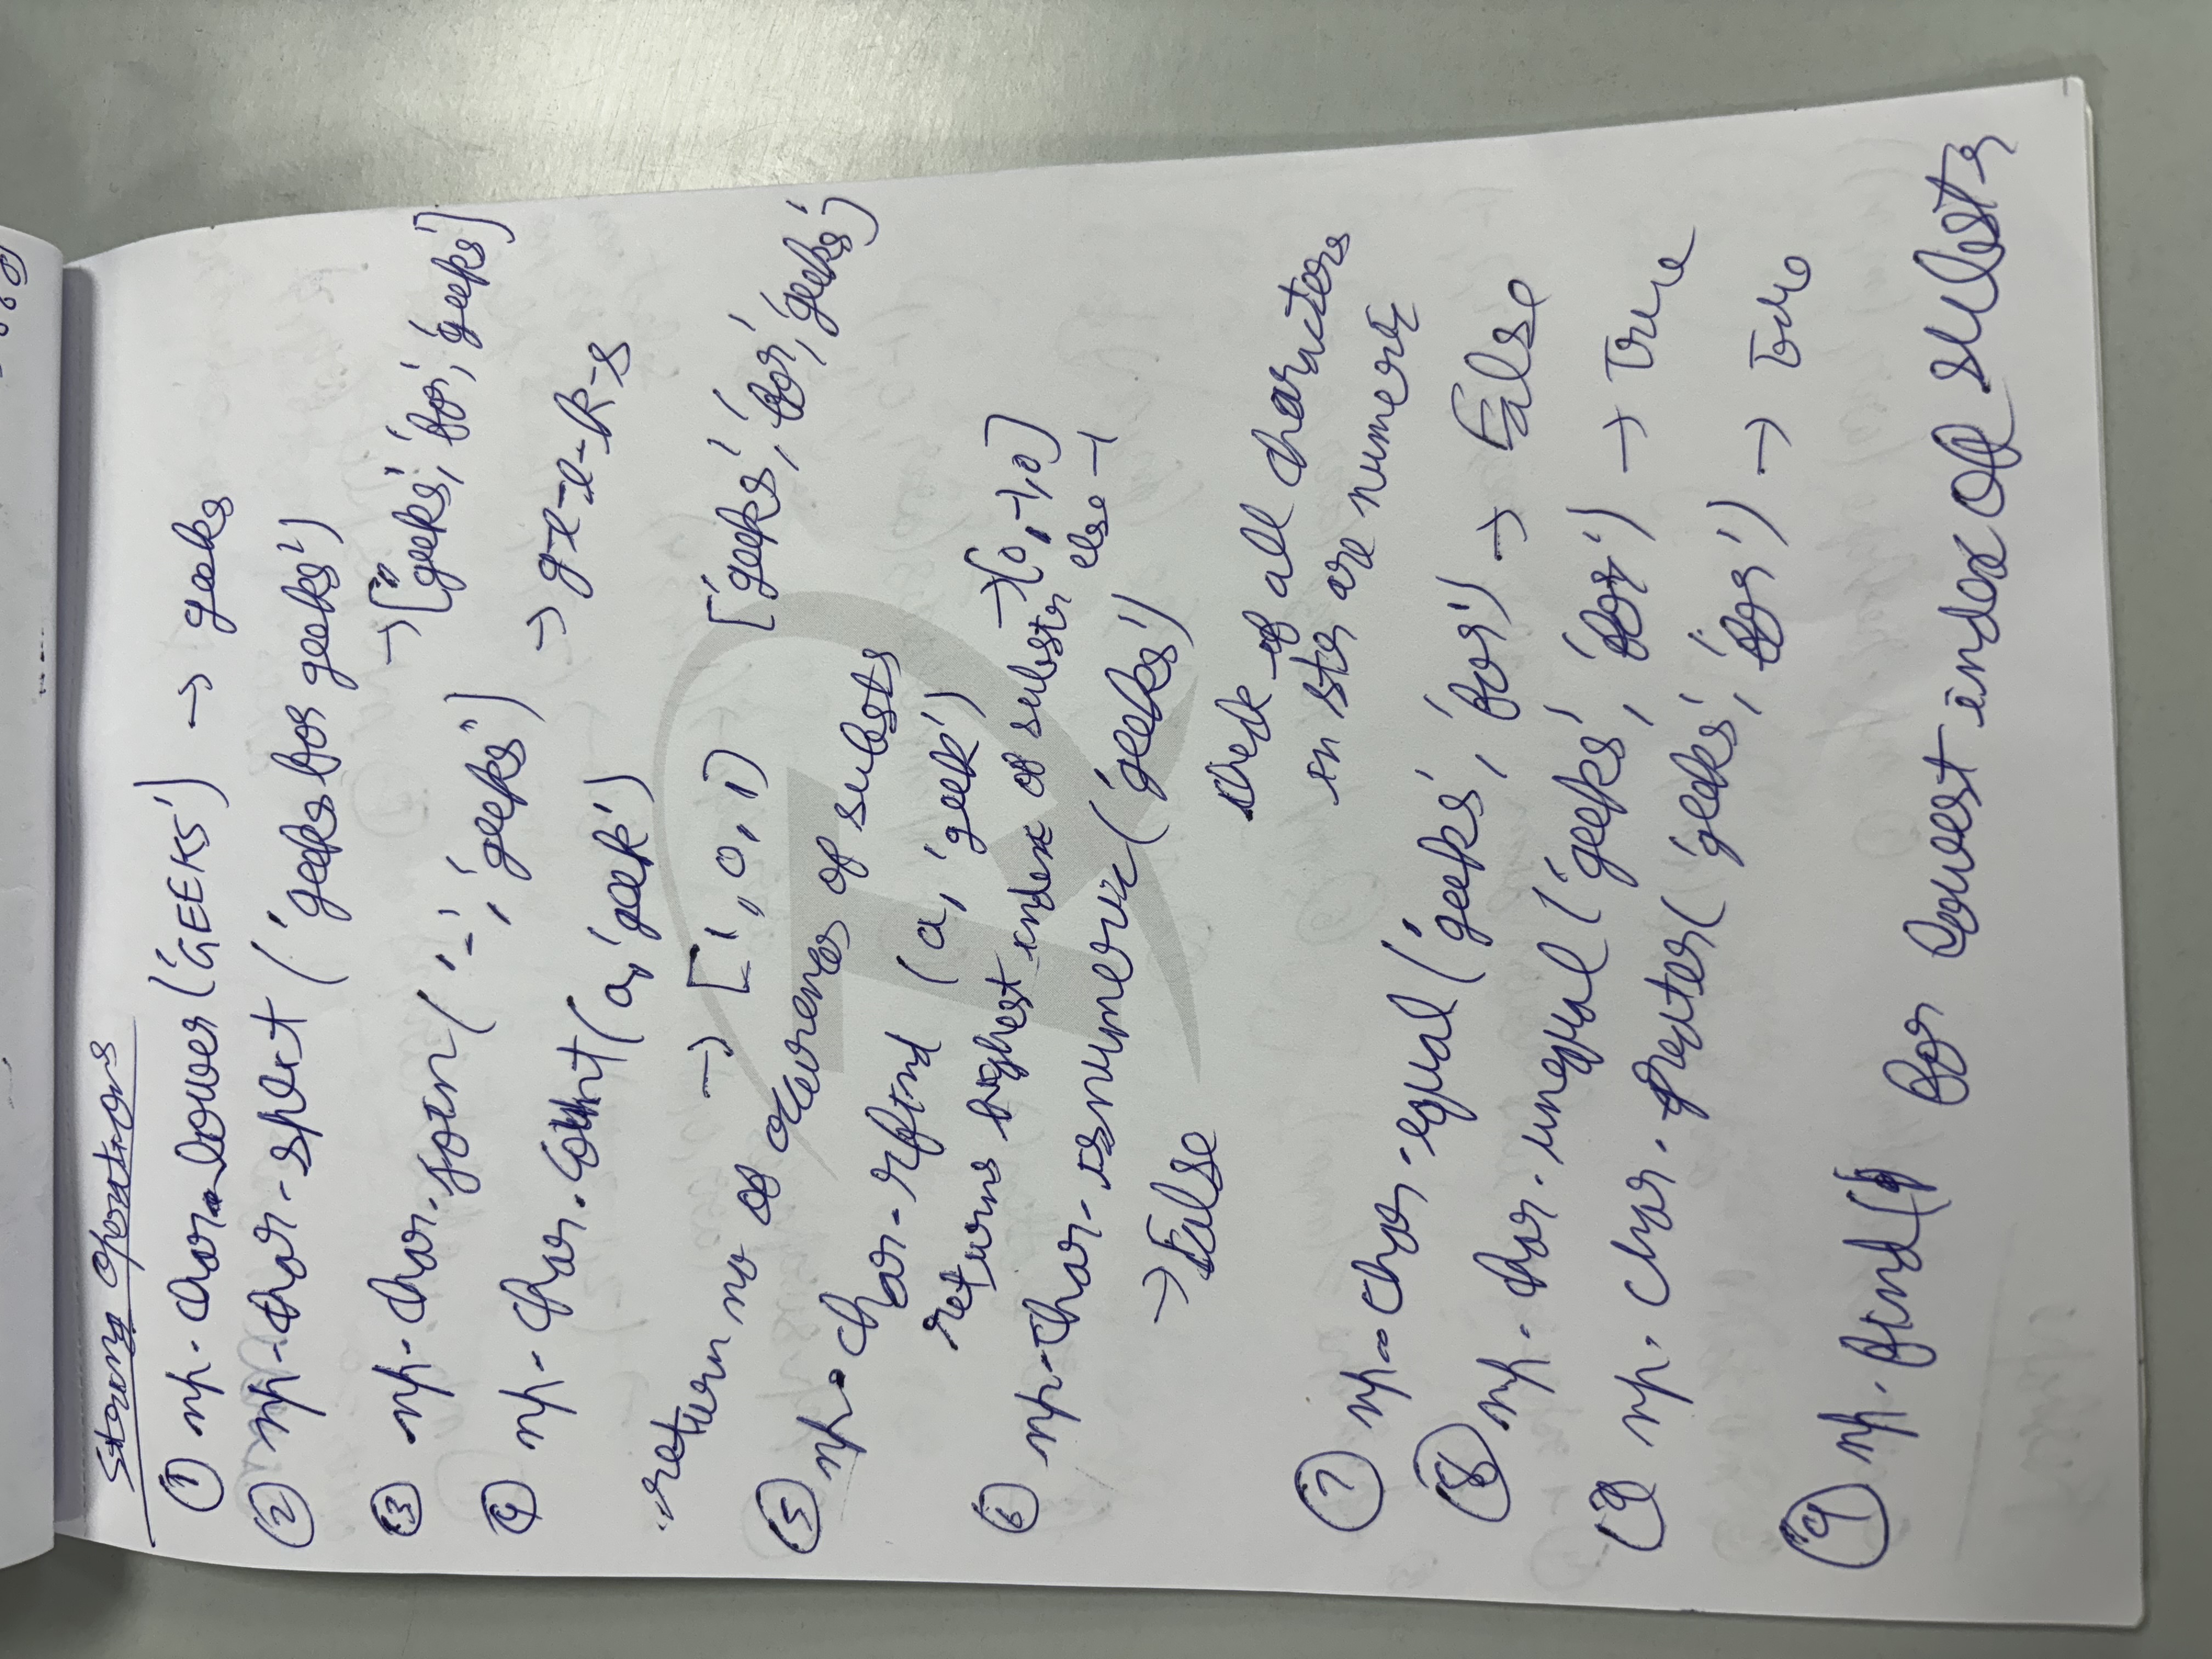 String Operations
① np.char.lower('GEEKS') → geeks
② np.char.split('geeks for geeks')
→ ['geeks', 'for', 'geeks']
③ np.char.join('-', 'geeks')
→ g-e-e-k-s
④ np.char.count(a, 'geek')
→ [1, 0, 1] ['geeks', 'for', 'geeks']
return no of occurences of substr
⑤ np.char.rfind(a, 'geek')
→ [0, -1, 0]
returns highest index of substr else -1
⑥ np.char.isnumeric('geeks')
→ False
check if all characters
in str are numeric
⑦ np.char.equal('geeks', 'for') → False
⑧ np.char.unequal('geeks', 'for') → True
⑨ np.char.greater('geeks', 'for') → True
⑨ np.find( for lowest index of substr